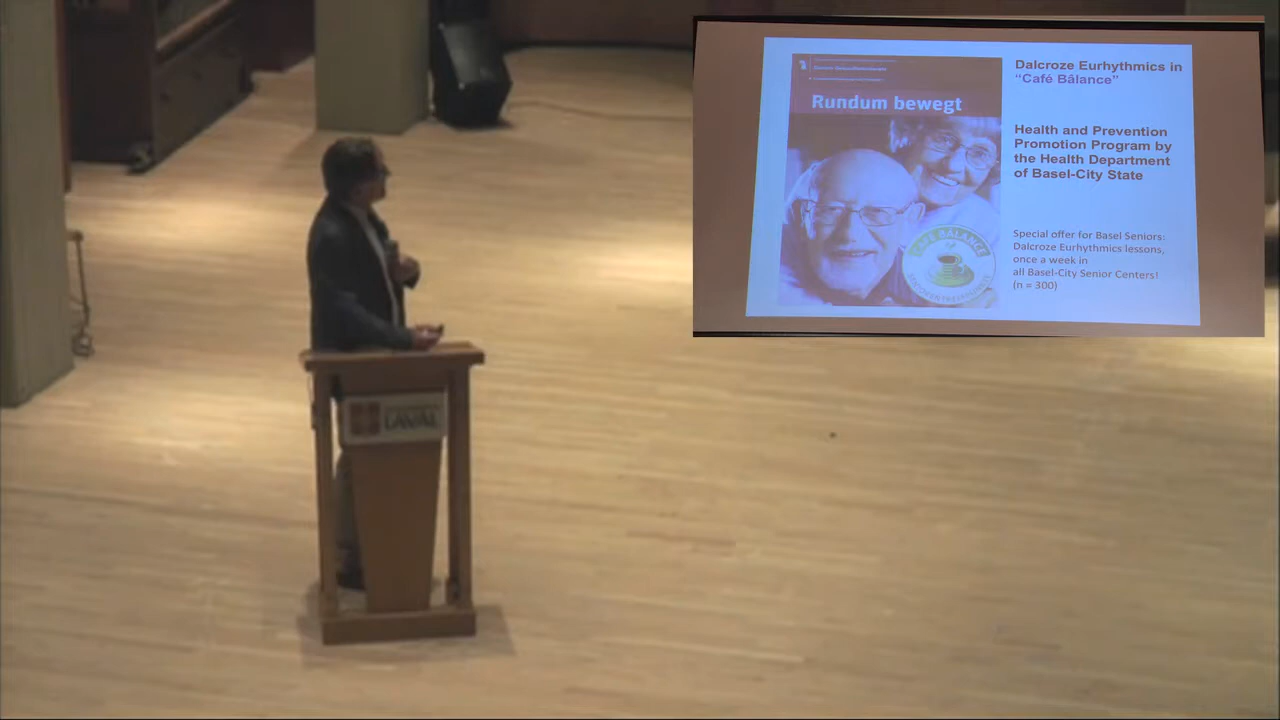 Rundum bewegt
CAFÉ BÂLANCE
Dalcroze Eurhythmics in
“Café Bâlance”
Health and Prevention
Promotion Program by
the Health Department
of Basel-City State
Special offer for Basel Seniors:
Dalcroze Eurhythmics lessons,
once a week in
all Basel-City Senior Centers!
(n = 300)
LAVAL